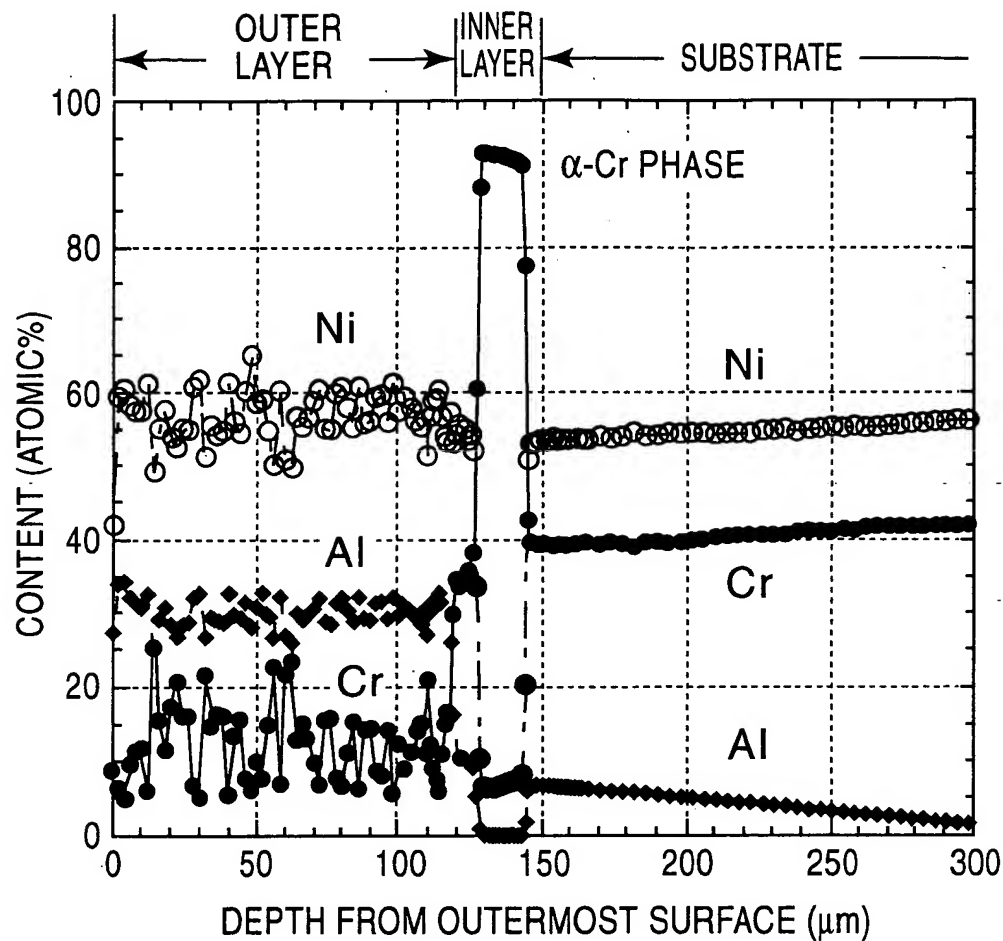 OUTER
LAYER
INNER
LAYER
SUBSTRATE
100
80
60
40
20
0
CONTENT (ATOMIC%)
α-Cr PHASE
Ni
Ni
Al
Cr
Cr
Al
0
50
100
150
200
250
300
DEPTH FROM OUTERMOST SURFACE (μm)